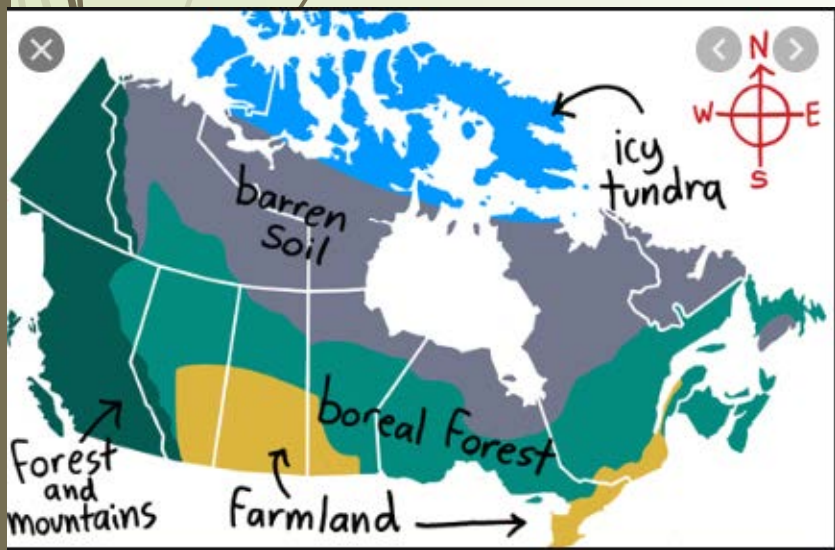 N
W E
S
icy
tundra
barren
soil
boreal forest
forest
and
mountains
farmland